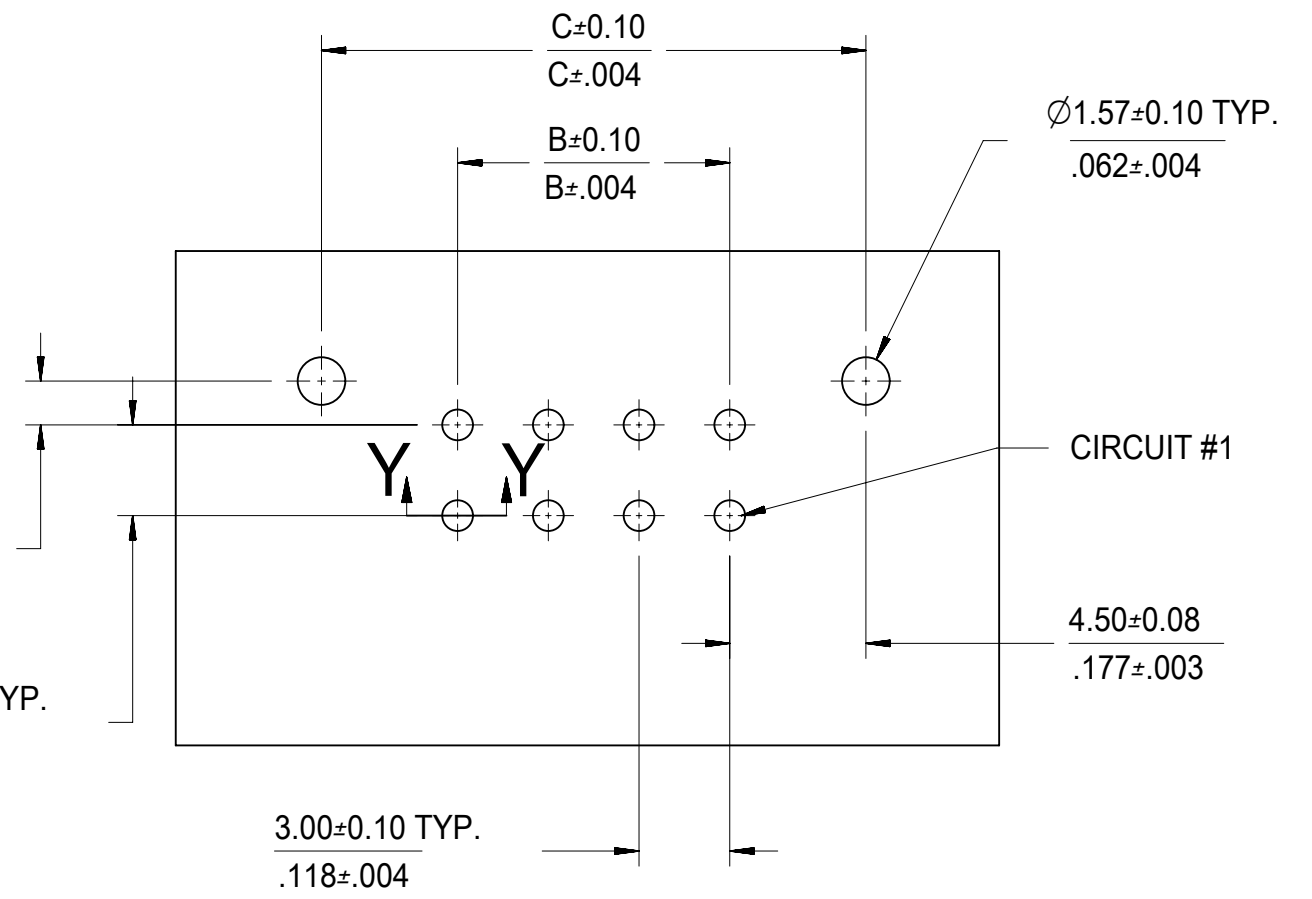 C±0.10
C±.004
B±0.10
B±.004
∅1.57±0.10 TYP.
.062±.004
Y Y
CIRCUIT #1
4.50±0.08
.177±.003
YP.
3.00±0.10 TYP.
.118±.004